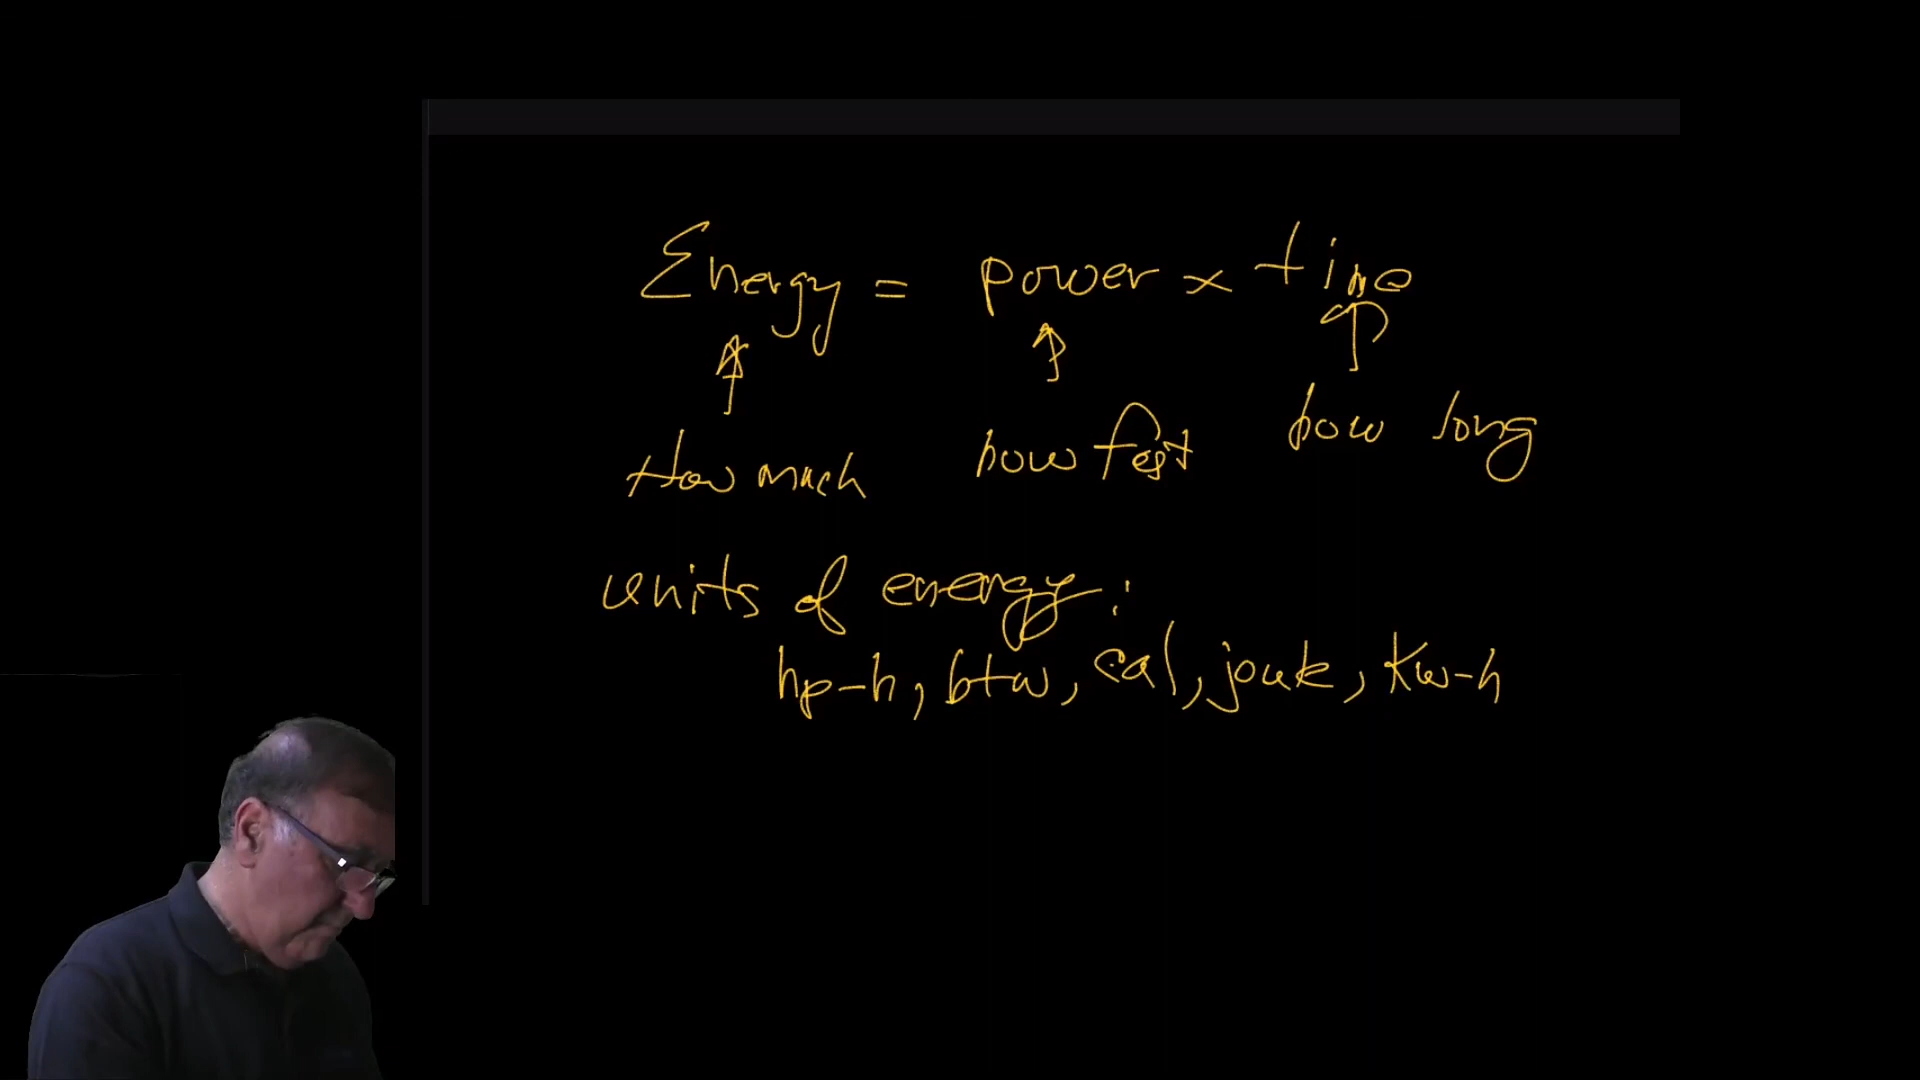 Energy = power × time
How much how fast how long
units of energy:
hp-h, btu, cal, joule, Kw-h